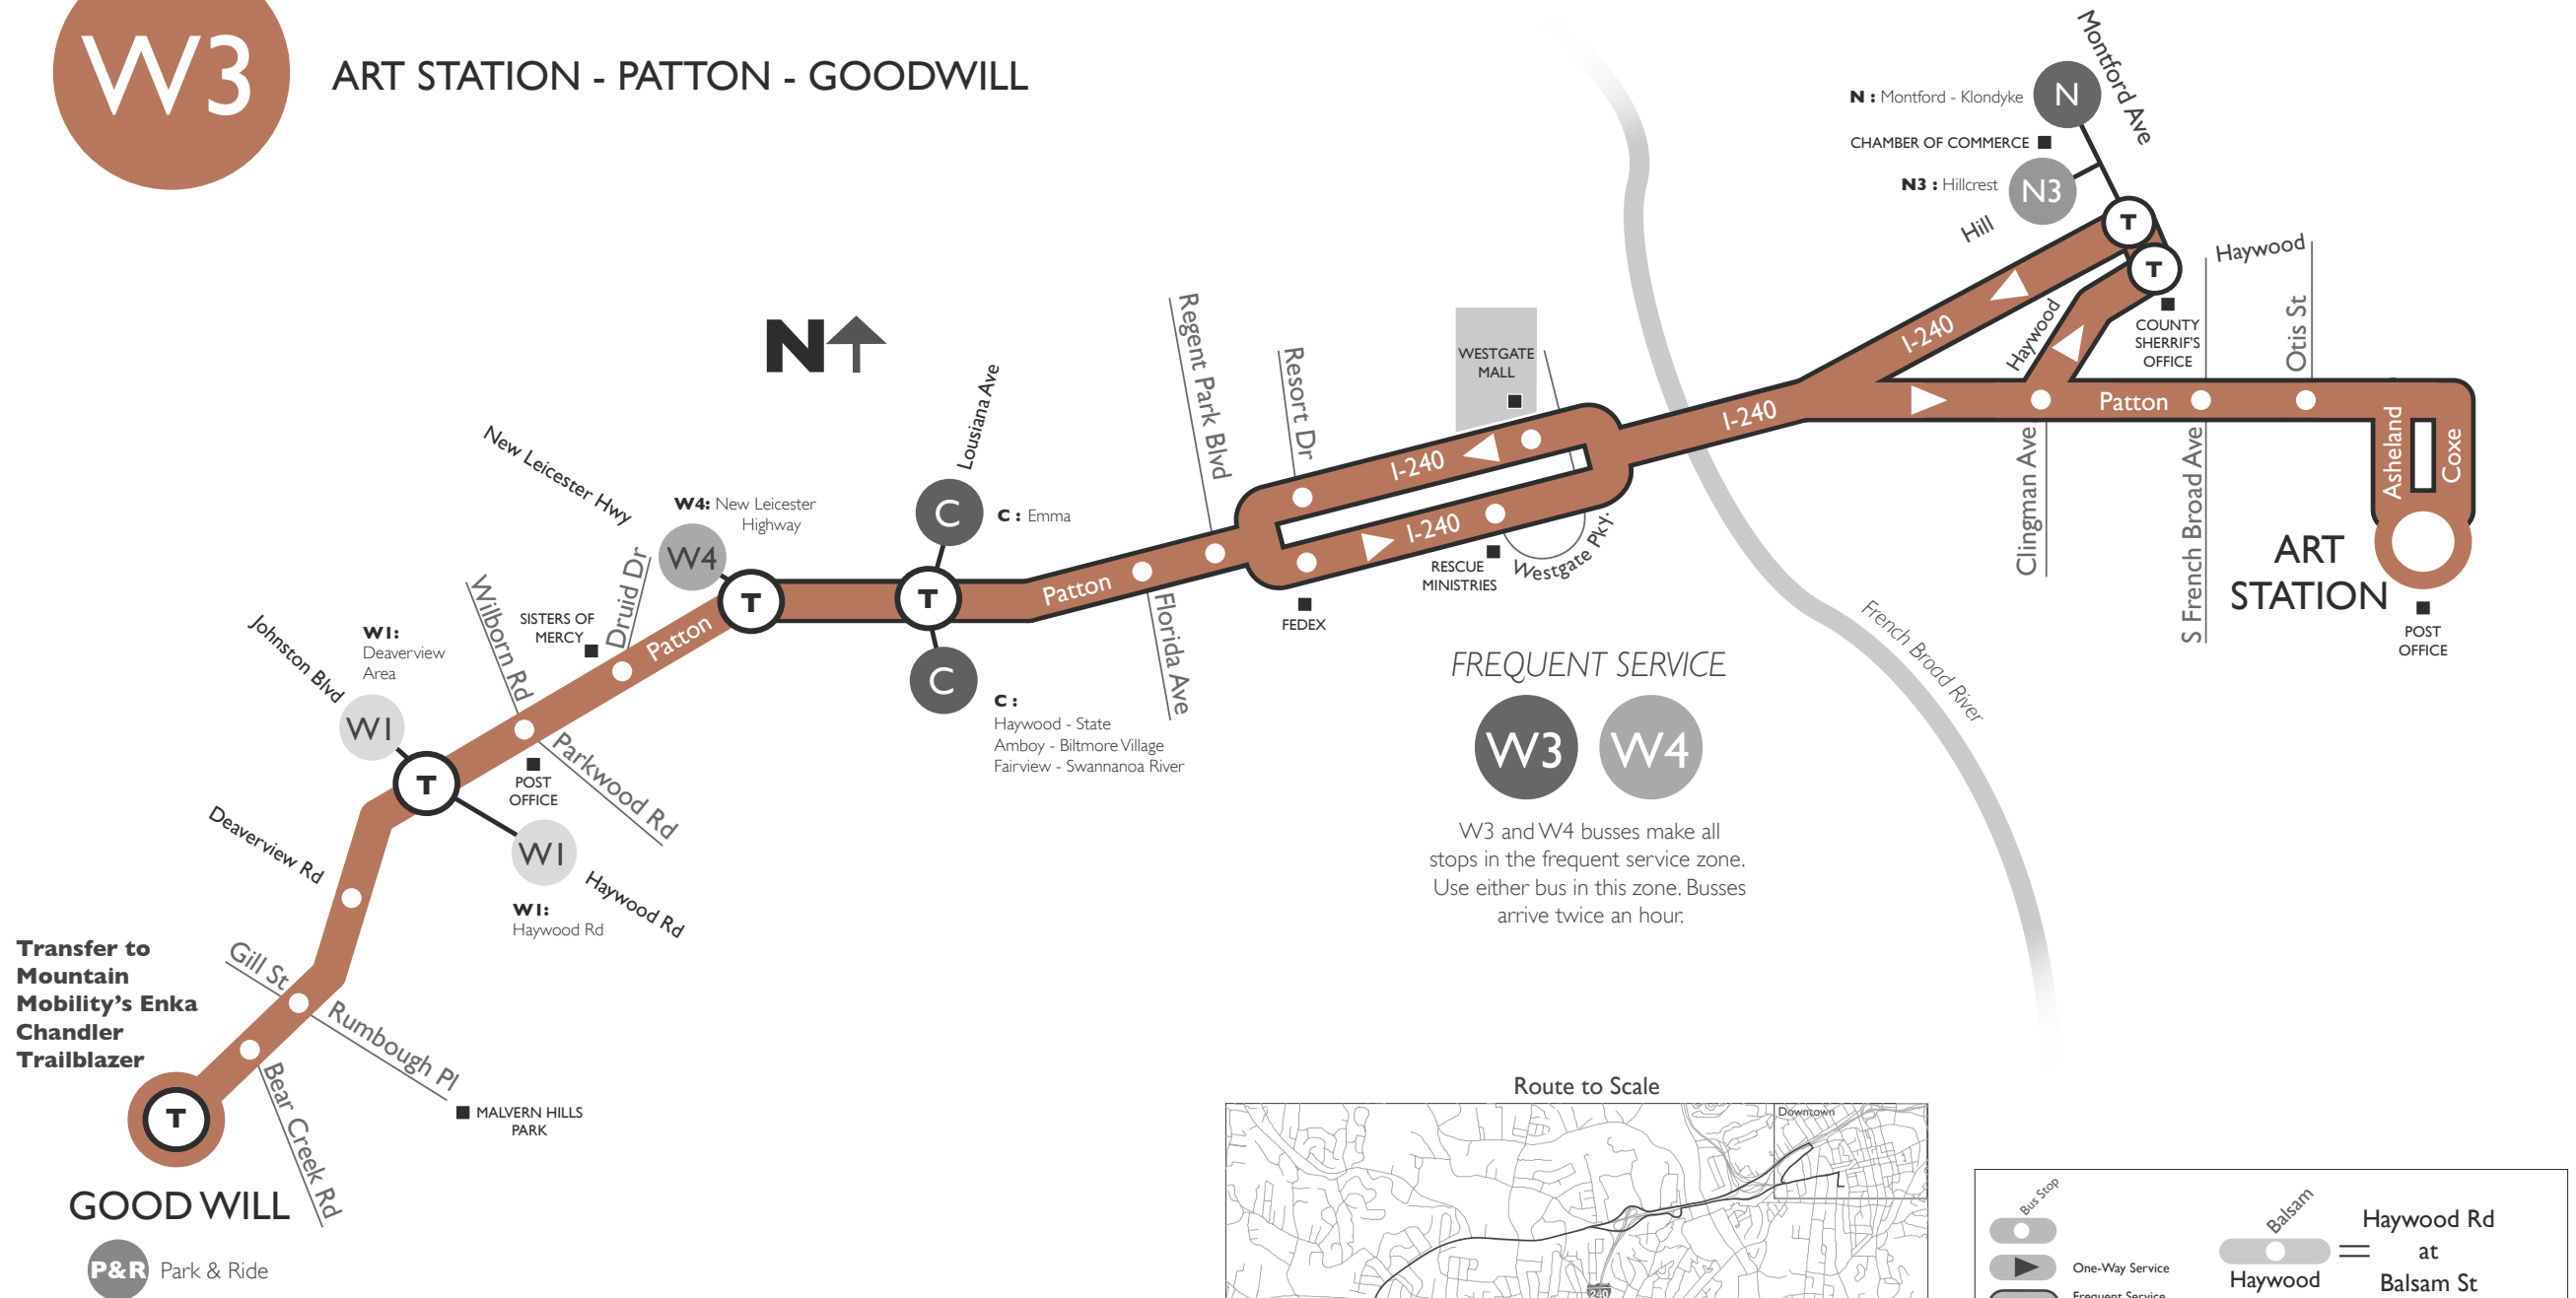 W3
ART STATION - PATTON - GOODWILL
Montford Ave
N : Montford - Klondyke
N
CHAMBER OF COMMERCE
N3 : Hillcrest
N3
Hill
T
T
Haywood
Otis St
COUNTY
SHERRIF'S
OFFICE
Haywood
I-240
N
Regent Park Blvd
Resort Dr
WESTGATE
MALL
I-240
Patton
I-240
I-240
Asheland
Coxe
Clingman Ave
S French Broad Ave
ART
STATION
POST
OFFICE
Westgate Pky.
RESCUE
MINISTRIES
FEDEX
French Broad River
Lousiana Ave
C
C : Emma
New Leicester Hwy
W4: New Leicester
Highway
W4
T
T
Patton
Florida Ave
C
C :
Haywood - State
Amboy - Biltmore Village
Fairview - Swannanoa River
Druid Dr
SISTERS OF
MERCY
Patton
Wilborn Rd
Johnston Blvd
W1:
Deaverview
Area
W1
T
POST
OFFICE
Parkwood Rd
W1
W1:
Haywood Rd
Haywood Rd
Deaverview Rd
FREQUENT SERVICE
W3
W4
W3 and W4 busses make all
stops in the frequent service zone.
Use either bus in this zone. Busses
arrive twice an hour.
Transfer to
Mountain
Mobility's Enka
Chandler
Trailblazer
Gill St
Rumbough Pl
MALVERN HILLS
PARK
Bear Creek Rd
T
GOOD WILL
P&R Park & Ride
Route to Scale
Downtown
240
Bus Stop
One-Way Service
Frequent Service
Balsam
Haywood
Haywood Rd
at
Balsam St